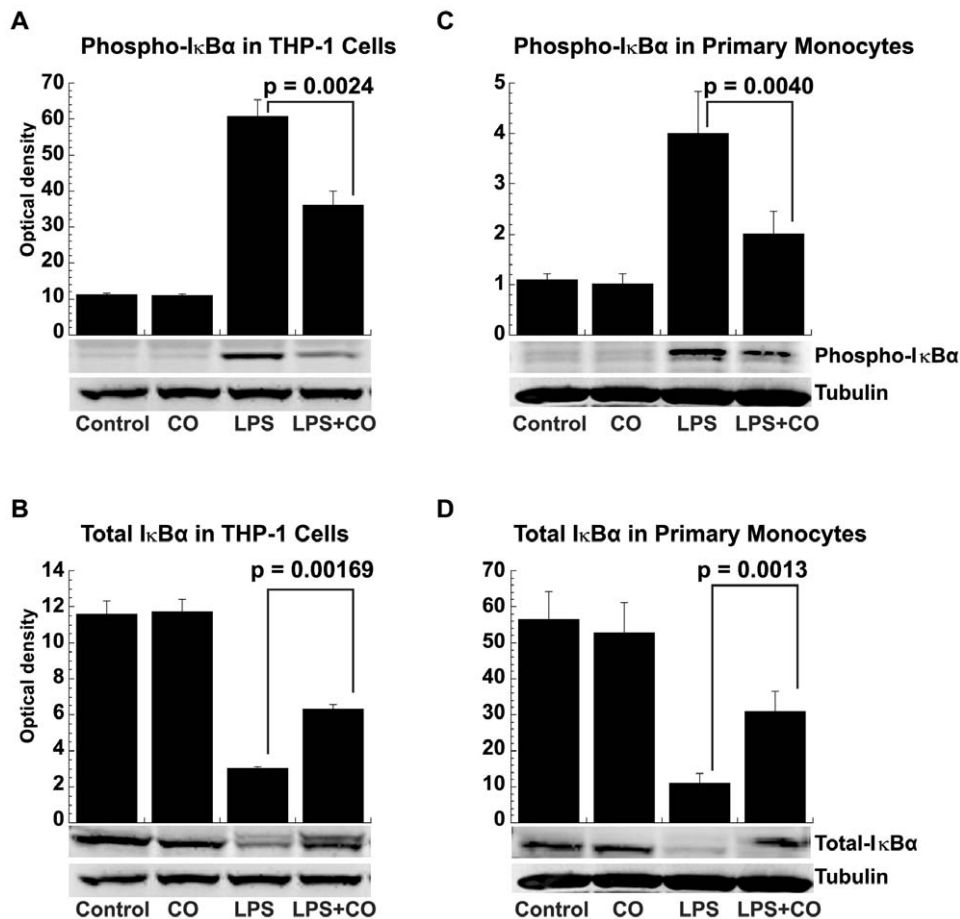 A
Phospho-IκBα in THP-1 Cells
p = 0.0024
Optical density
70
60
50
40
30
20
10
0
Control CO LPS LPS+CO
C
Phospho-IκBα in Primary Monocytes
p = 0.0040
5
4
3
2
1
0
Phospho-IκBα
Tubulin
Control CO LPS LPS+CO
B
Total IκBα in THP-1 Cells
p = 0.00169
Optical density
14
12
10
8
6
4
2
0
Control CO LPS LPS+CO
D
Total IκBα in Primary Monocytes
p = 0.0013
70
60
50
40
30
20
10
0
Total-IκBα
Tubulin
Control CO LPS LPS+CO